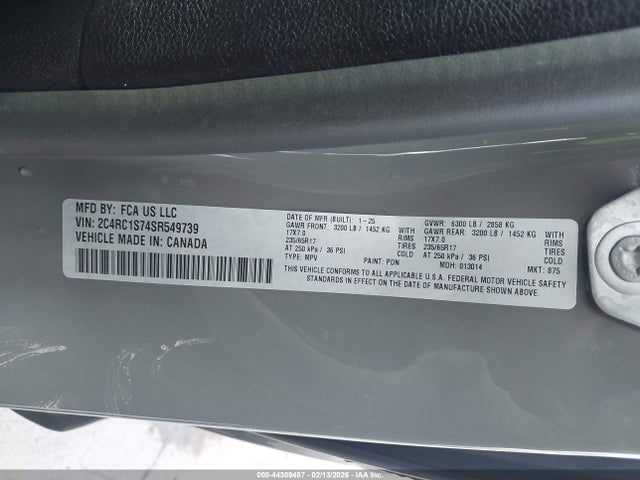 MFD BY: FCA US LLC
VIN: 2C4RC1S74SR549739
VEHICLE MADE IN: CANADA
DATE OF MFR (BUILT): 1-25 GVWR: 6300 LB / 2858 KG
GAWR FRONT: 3200 LB / 1452 KG WITH GAWR REAR: 3200 LB / 1452 KG WITH
17X7.0 RIMS 17X7.0 RIMS
235/65R17 TIRES 235/65R17 TIRES
AT 250 kPa / 36 PSI COLD AT 250 kPa / 36 PSI COLD
TYPE: MPV PAINT: PDN MDH: 013014 MKT: 875
THIS VEHICLE CONFORMS TO ALL APPLICABLE U.S.A. FEDERAL MOTOR VEHICLE SAFETY
STANDARDS IN EFFECT ON THE DATE OF MANUFACTURE SHOWN ABOVE.
000-44309487 - 02/13/2026 - www.iaai.com